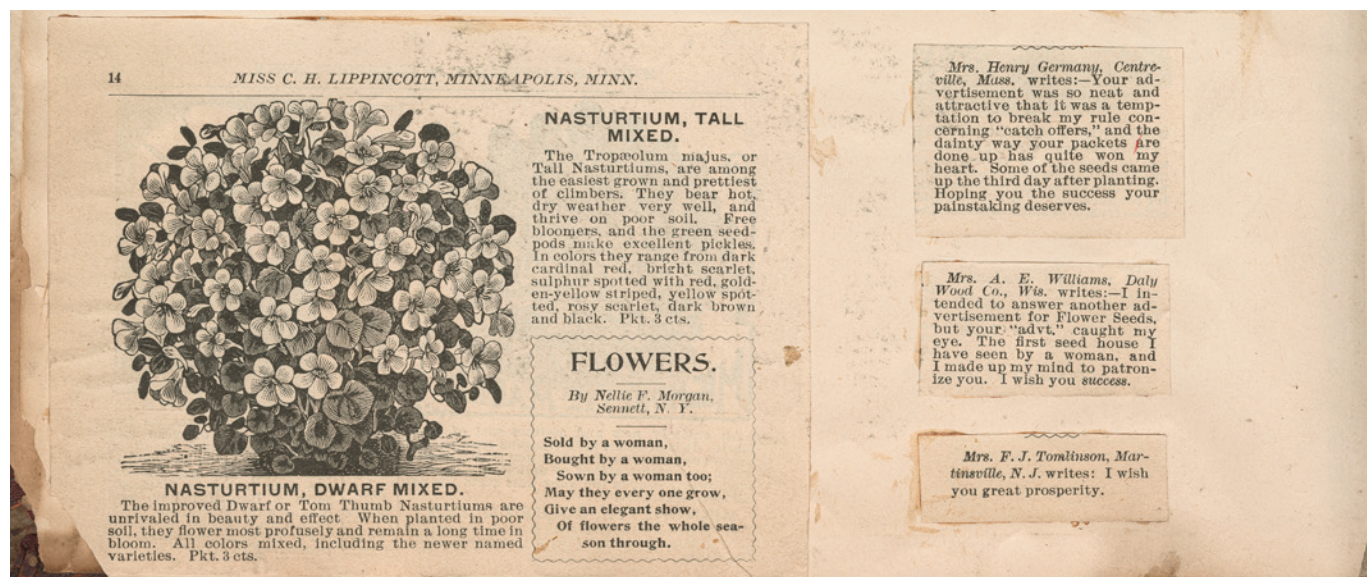 14
MISS C. H. LIPPINCOTT, MINNEAPOLIS, MINN.
NASTURTIUM, DWARF MIXED.
The improved Dwarf or Tom Thumb Nasturtiums are
unrivaled in beauty and effect When planted in poor
soil, they flower most profusely and remain a long time in
bloom. All colors mixed, including the newer named
varieties. Pkt. 3 cts.
NASTURTIUM, TALL
MIXED.
The Tropæolum majus, or
Tall Nasturtiums, are among
the easiest grown and prettiest
of climbers. They bear hot,
dry weather very well, and
thrive on poor soil. Free
bloomers, and the green seed-
pods make excellent pickles.
In colors they range from dark
cardinal red, bright scarlet,
sulphur spotted with red, gold-
en-yellow striped, yellow spot-
ted, rosy scarlet, dark brown
and black. Pkt. 3 cts.
FLOWERS.
By Nellie F. Morgan,
Sennett, N. Y.
Sold by a woman,
Bought by a woman,
Sown by a woman too;
May they every one grow,
Give an elegant show,
Of flowers the whole sea-
son through.
Mrs. Henry Germany, Centre-
ville, Mass. writes:—Your ad-
vertisement was so neat and
attractive that it was a temp-
tation to break my rule con-
cerning "catch offers," and the
dainty way your packets are
done up has quite won my
heart. Some of the seeds came
up the third day after planting.
Hoping you the success your
painstaking deserves.
Mrs. A. E. Williams, Daly
Wood Co., Wis. writes:—I in-
tended to answer another ad-
vertisement for Flower Seeds,
but your "advt." caught my
eye. The first seed house I
have seen by a woman, and
I made up my mind to patron-
ize you. I wish you success.
Mrs. F. J. Tomlinson, Mar-
tinsville, N. J. writes: I wish
you great prosperity.